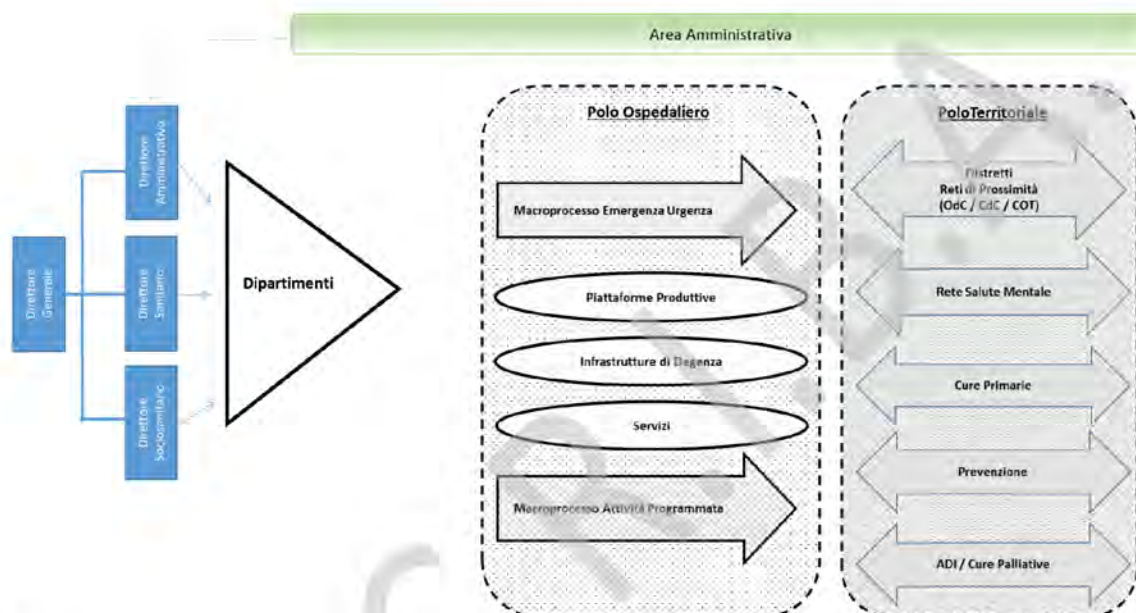 Area Amministrativa
Direttore
Generale
Direttore
Amministrativo
Direttore
Sanitario
Direttore
Sociosanitario
Dipartimenti
Polo Ospedaliero
Macroprocesso Emergenza Urgenza
Piattaforme Produttive
Infrastrutture di Degenza
Servizi
Macroprocesso Attività Programmata
PoloTerritoriale
Distretti
Reti di Prossimità
(OdC / CdC / COT)
Rete Salute Mentale
Cure Primarie
Prevenzione
ADI / Cure Palliative